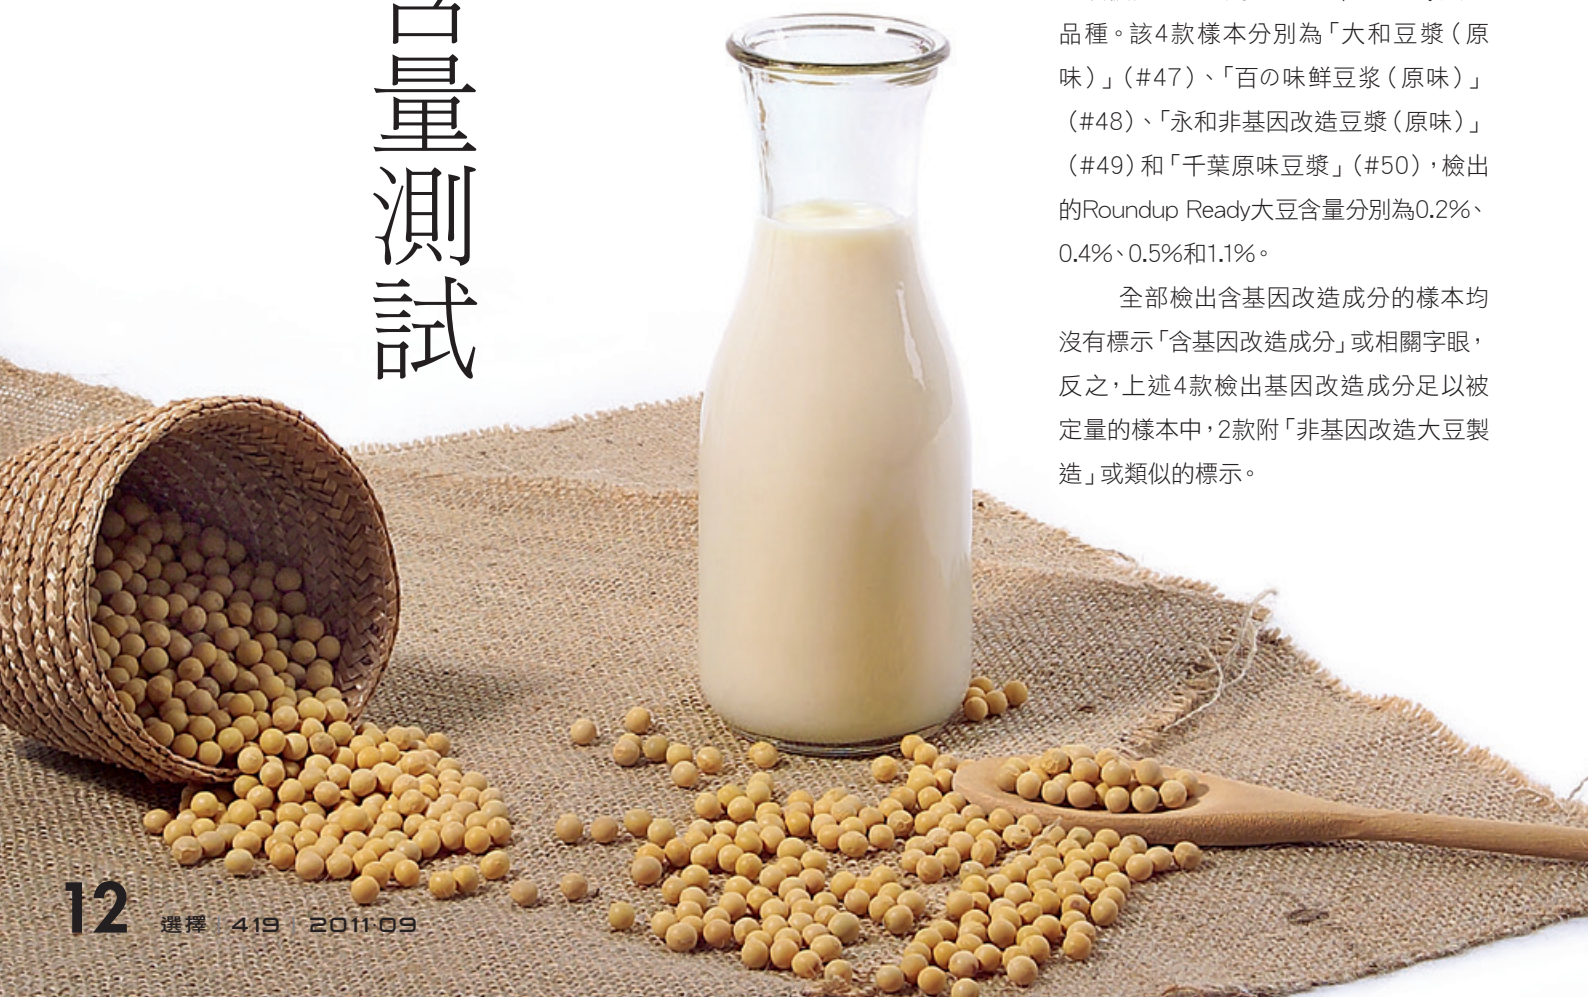 量測試
品種。該4款樣本分別為「大和豆漿(原
味)」(#47)、「百の味鲜豆浆(原味)」
(#48)、「永和非基因改造豆漿(原味)」
(#49)和「千葉原味豆漿」(#50),檢出
的Roundup Ready大豆含量分別為0.2%、
0.4%、0.5%和1.1%。
全部檢出含基因改造成分的樣本均
沒有標示「含基因改造成分」或相關字眼,
反之,上述4款檢出基因改造成分足以被
定量的樣本中,2款附「非基因改造大豆製
造」或類似的標示。
12 選擇 419 2011·09